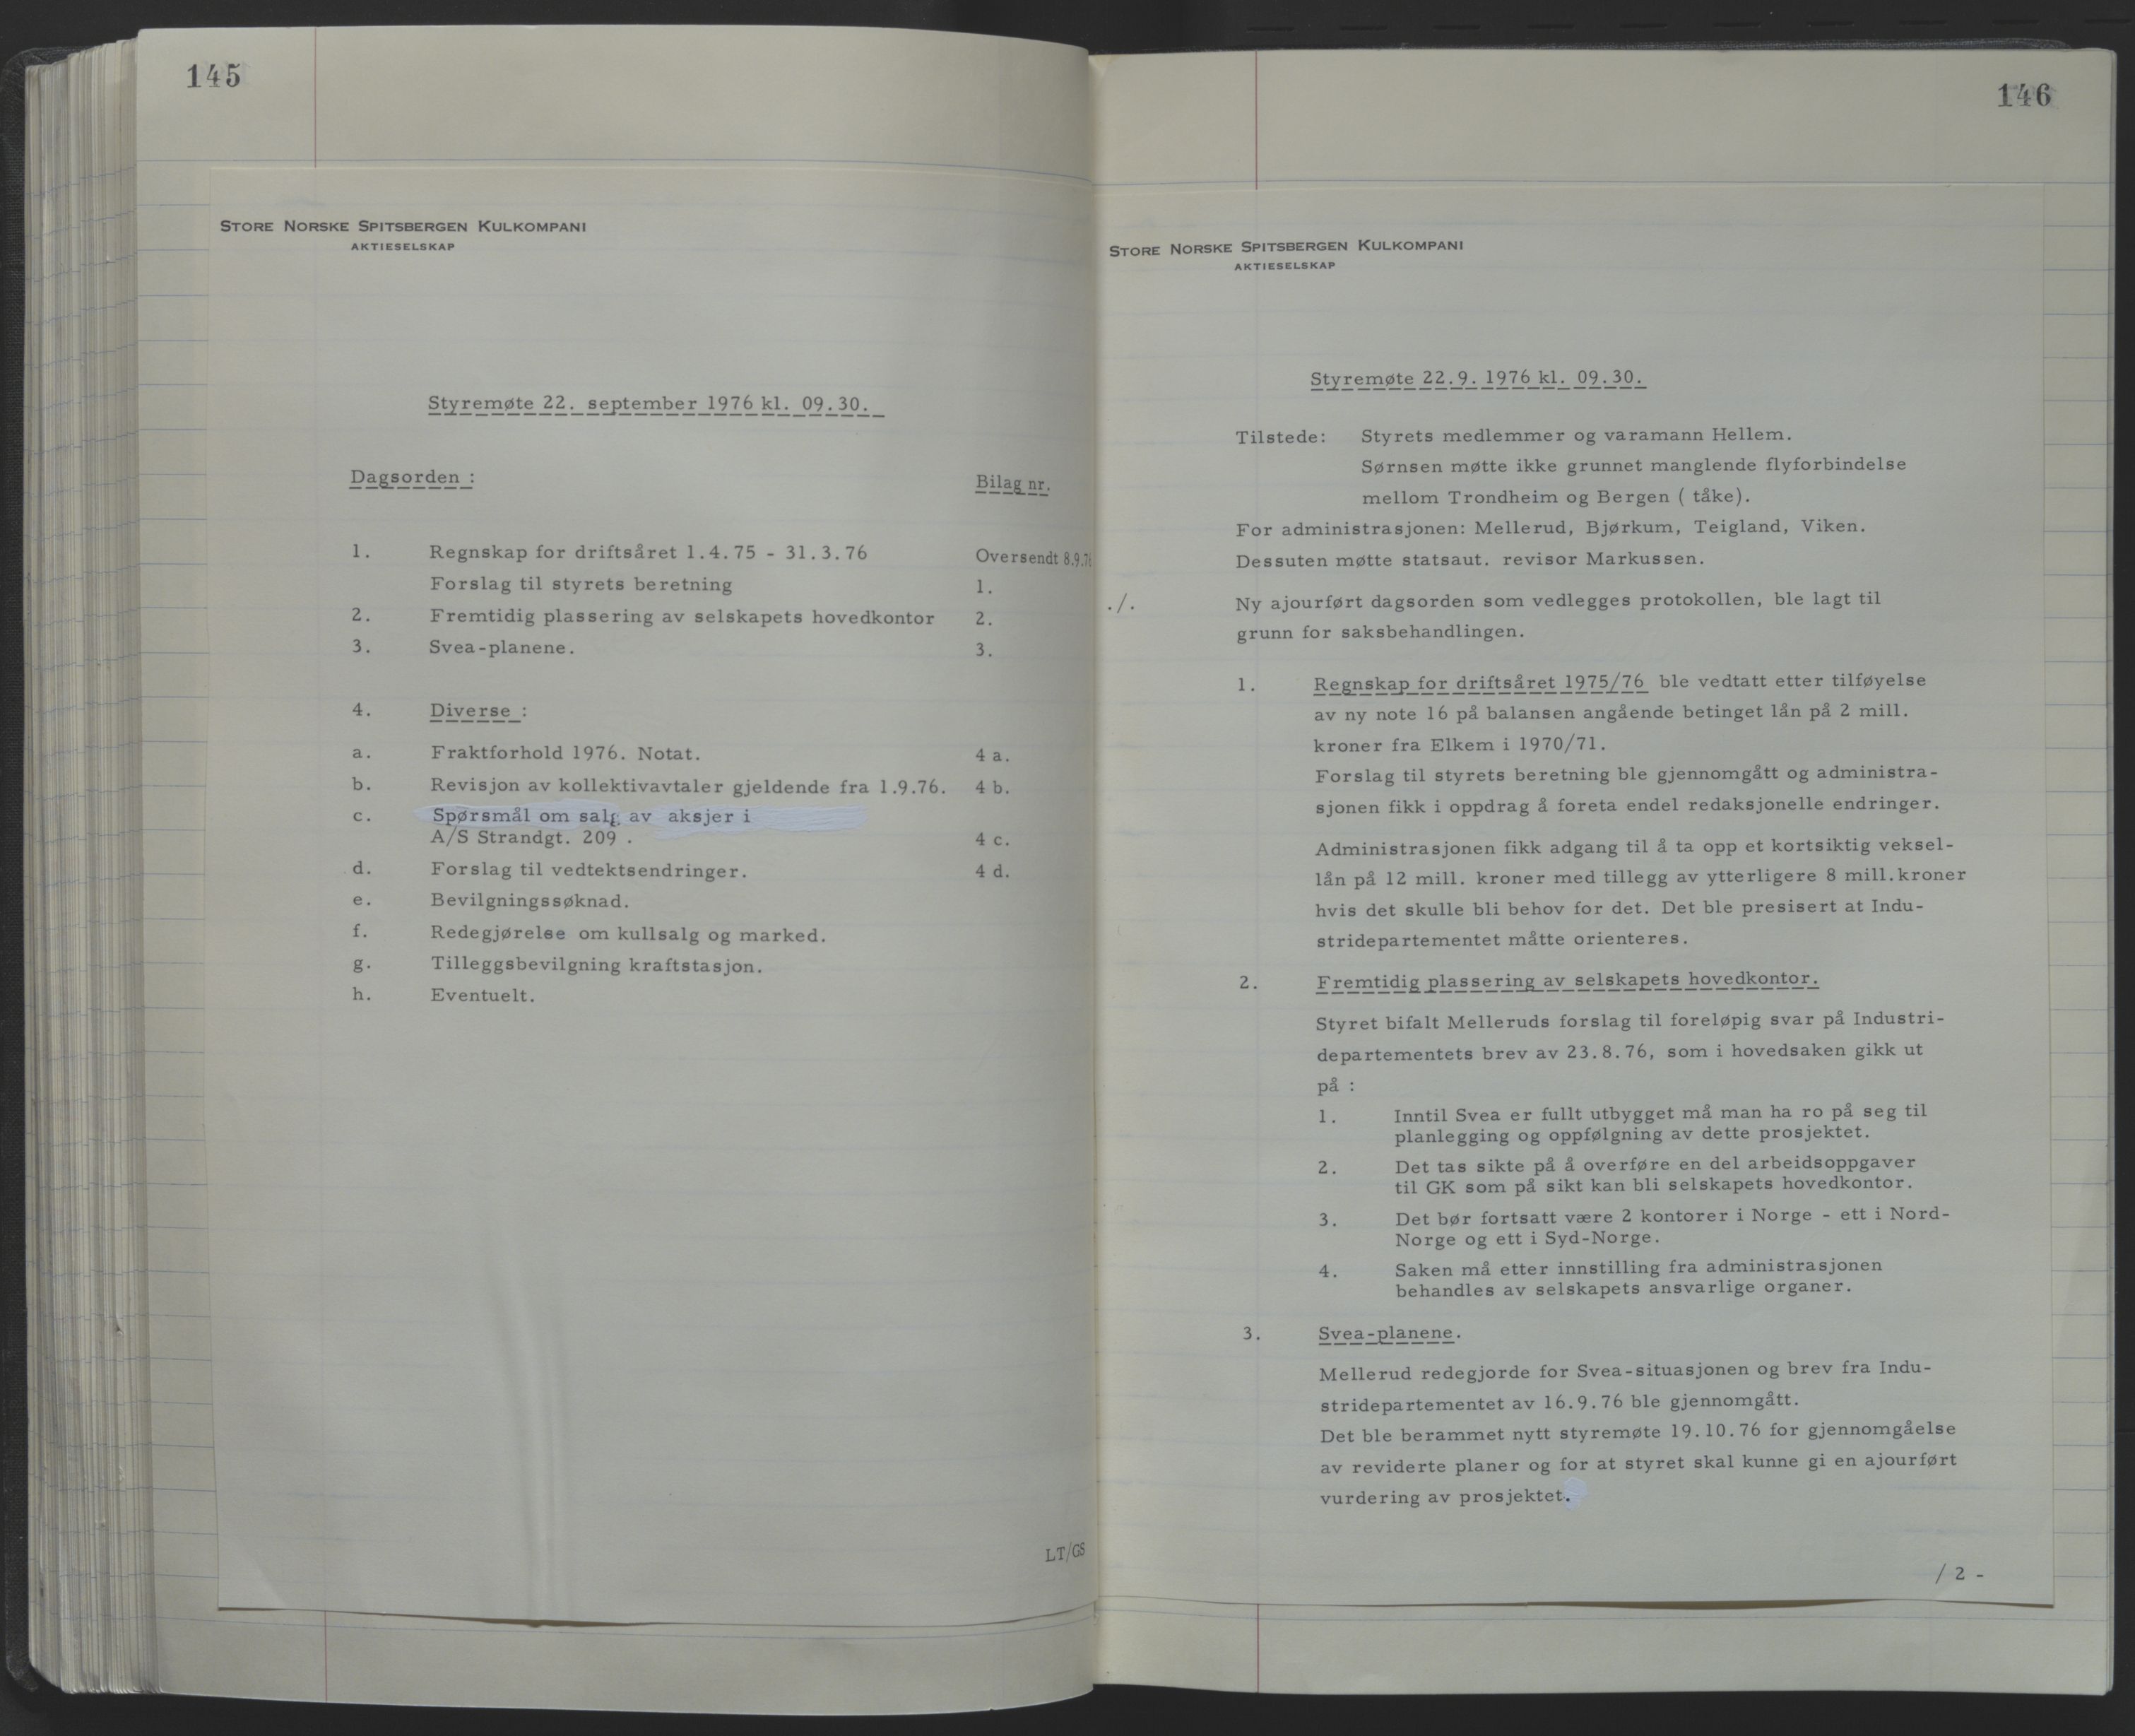 145
STORE NORSKE SPITSBERGEN KULKOMPANI
AKTIESELSKAP
Styremøte 22. september 1976 kl. 09.30.
Dagsorden :
Bilag nr.
1. Regnskap for driftsåret 1.4.75 - 31.3.76 Oversendt 8.9.76
Forslag til styrets beretning 1.
2. Fremtidig plassering av selskapets hovedkontor 2.
3. Svea-planene. 3.
4. Diverse :
a. Fraktforhold 1976. Notat. 4 a.
b. Revisjon av kollektivavtaler gjeldende fra 1.9.76. 4 b.
c. Spørsmål om salg av aksjer i
A/S Strandgt. 209 . 4 c.
d. Forslag til vedtektsendringer. 4 d.
e. Bevilgningssøknad.
f. Redegjørelse om kullsalg og marked.
g. Tilleggsbevilgning kraftstasjon.
h. Eventuelt.
LT/GS
146
STORE NORSKE SPITSBERGEN KULKOMPANI
AKTIESELSKAP
Styremøte 22.9.1976 kl. 09.30.
Tilstede: Styrets medlemmer og varamann Hellem.
Sørnsen møtte ikke grunnet manglende flyforbindelse
mellom Trondheim og Bergen ( tåke).
For administrasjonen: Mellerud, Bjørkum, Teigland, Viken.
Dessuten møtte statsaut. revisor Markussen.
./. Ny ajourført dagsorden som vedlegges protokollen, ble lagt til
grunn for saksbehandlingen.
1. Regnskap for driftsåret 1975/76 ble vedtatt etter tilføyelse
av ny note 16 på balansen angående betinget lån på 2 mill.
kroner fra Elkem i 1970/71.
Forslag til styrets beretning ble gjennomgått og administra-
sjonen fikk i oppdrag å foreta endel redaksjonelle endringer.
Administrasjonen fikk adgang til å ta opp et kortsiktig veksel-
lån på 12 mill. kroner med tillegg av ytterligere 8 mill.kroner
hvis det skulle bli behov for det. Det ble presisert at Indu-
stridepartementet måtte orienteres.
2. Fremtidig plassering av selskapets hovedkontor.
Styret bifalt Melleruds forslag til foreløpig svar på Industri-
departementets brev av 23.8.76, som i hovedsaken gikk ut
på :
1. Inntil Svea er fullt utbygget må man ha ro på seg til
planlegging og oppfølgning av dette prosjektet.
2. Det tas sikte på å overføre en del arbeidsoppgaver
til GK som på sikt kan bli selskapets hovedkontor.
3. Det bør fortsatt være 2 kontorer i Norge - ett i Nord-
Norge og ett i Syd-Norge.
4. Saken må etter innstilling fra administrasjonen
behandles av selskapets ansvarlige organer.
3. Svea-planene.
Mellerud redegjorde for Svea-situasjonen og brev fra Indu-
stridepartementet av 16.9.76 ble gjennomgått.
Det ble berammet nytt styremøte 19.10.76 for gjennomgåelse
av reviderte planer og for at styret skal kunne gi en ajourført
vurdering av prosjektet.
/ 2 -